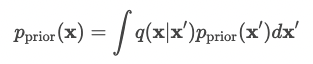 p_prior(𝐱) = ∫ q(𝐱|𝐱′)p_prior(𝐱′)d𝐱′